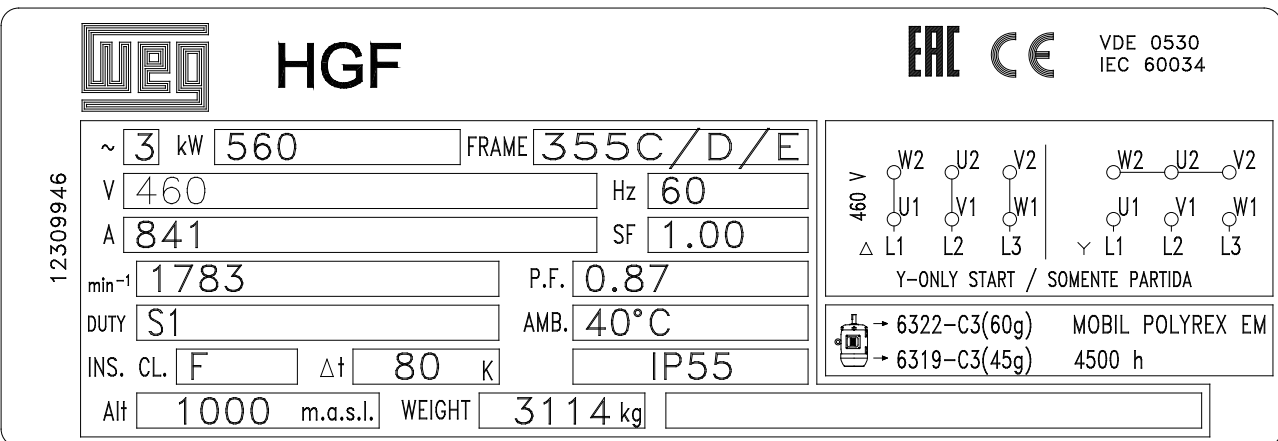 WEG HGF EAC CE VDE 0530
IEC 60034
12309946
~ 3 kW 560 FRAME 355C/D/E
V 460 Hz 60
A 841 SF 1.00
min⁻¹ 1783 P.F. 0.87
DUTY S1 AMB. 40°C
INS. CL. F Δt 80 K IP55
Alt 1000 m.a.s.l. WEIGHT 3114 kg
460 V
W2 U2 V2 W2 U2 V2
U1 V1 W1 U1 V1 W1
Δ L1 L2 L3 Y L1 L2 L3
Y-ONLY START / SOMENTE PARTIDA
→ 6322-C3(60g) MOBIL POLYREX EM
→ 6319-C3(45g) 4500 h